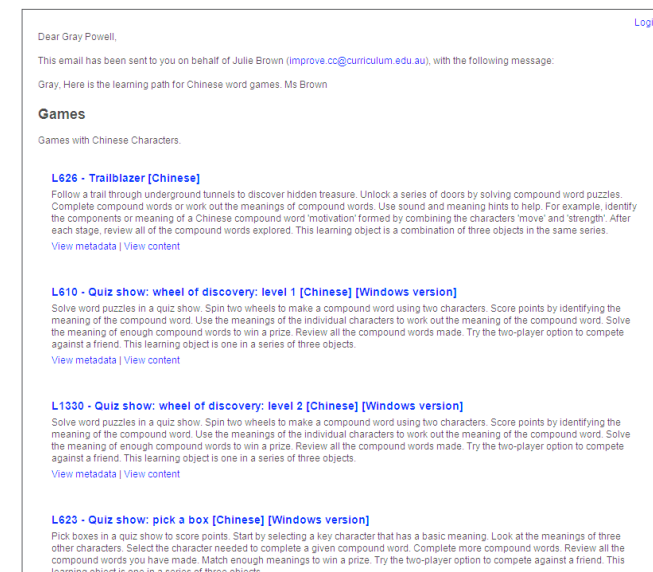 Logi
Dear Gray Powell,
This email has been sent to you on behalf of Julie Brown (improve.cc@curriculum.edu.au), with the following message:
Gray, Here is the learning path for Chinese word games. Ms Brown
Games
Games with Chinese Characters.
L626 - Trailblazer [Chinese]
Follow a trail through underground tunnels to discover hidden treasure. Unlock a series of doors by solving compound word puzzles.
Complete compound words or work out the meanings of compound words. Use sound and meaning hints to help. For example, identify
the components or meaning of a Chinese compound word 'motivation' formed by combining the characters 'move' and 'strength'. After
each stage, review all of the compound words explored. This learning object is a combination of three objects in the same series.
View metadata | View content
L610 - Quiz show: wheel of discovery: level 1 [Chinese] [Windows version]
Solve word puzzles in a quiz show. Spin two wheels to make a compound word using two characters. Score points by identifying the
meaning of the compound word. Use the meanings of the individual characters to work out the meaning of the compound word. Solve
the meaning of enough compound words to win a prize. Review all the compound words made. Try the two-player option to compete
against a friend. This learning object is one in a series of three objects.
View metadata | View content
L1330 - Quiz show: wheel of discovery: level 2 [Chinese] [Windows version]
Solve word puzzles in a quiz show. Spin two wheels to make a compound word using two characters. Score points by identifying the
meaning of the compound word. Use the meanings of the individual characters to work out the meaning of the compound word. Solve
the meaning of enough compound words to win a prize. Review all the compound words made. Try the two-player option to compete
against a friend. This learning object is one in a series of three objects.
View metadata | View content
L623 - Quiz show: pick a box [Chinese] [Windows version]
Pick boxes in a quiz show to score points. Start by selecting a key character that has a basic meaning. Look at the meanings of three
other characters. Select the character needed to complete a given compound word. Complete more compound words. Review all the
compound words you have made. Match enough meanings to win a prize. Try the two-player option to compete against a friend. This
learning object is one in a series of three objects.